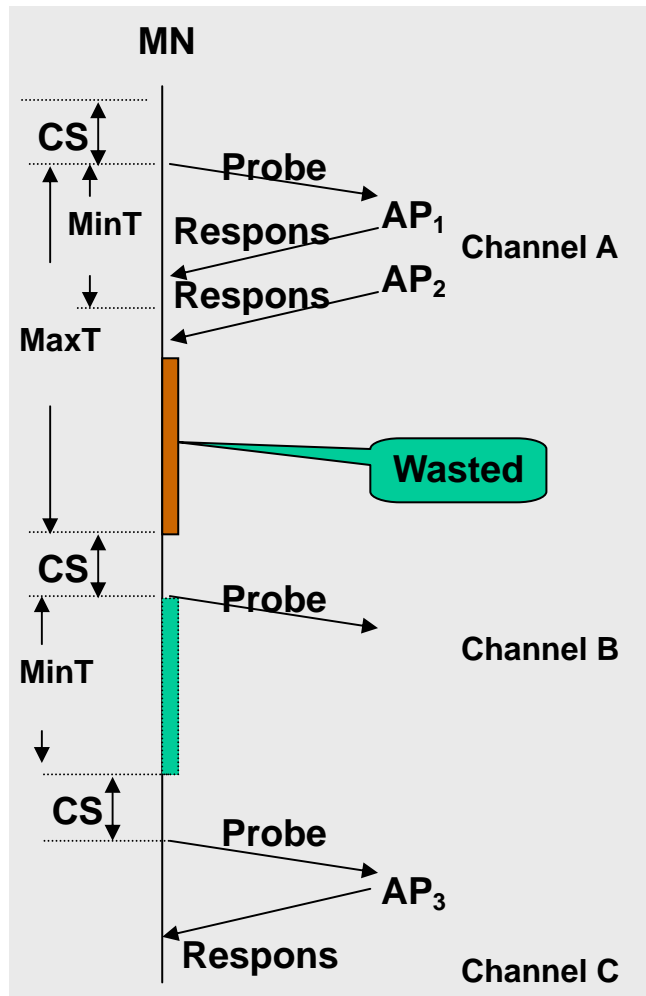 MN
CS
Probe
MinT
AP₁
Respons
Channel A
Respons
AP₂
MaxT
Wasted
CS
Probe
Channel B
MinT
CS
Probe
AP₃
Respons
Channel C